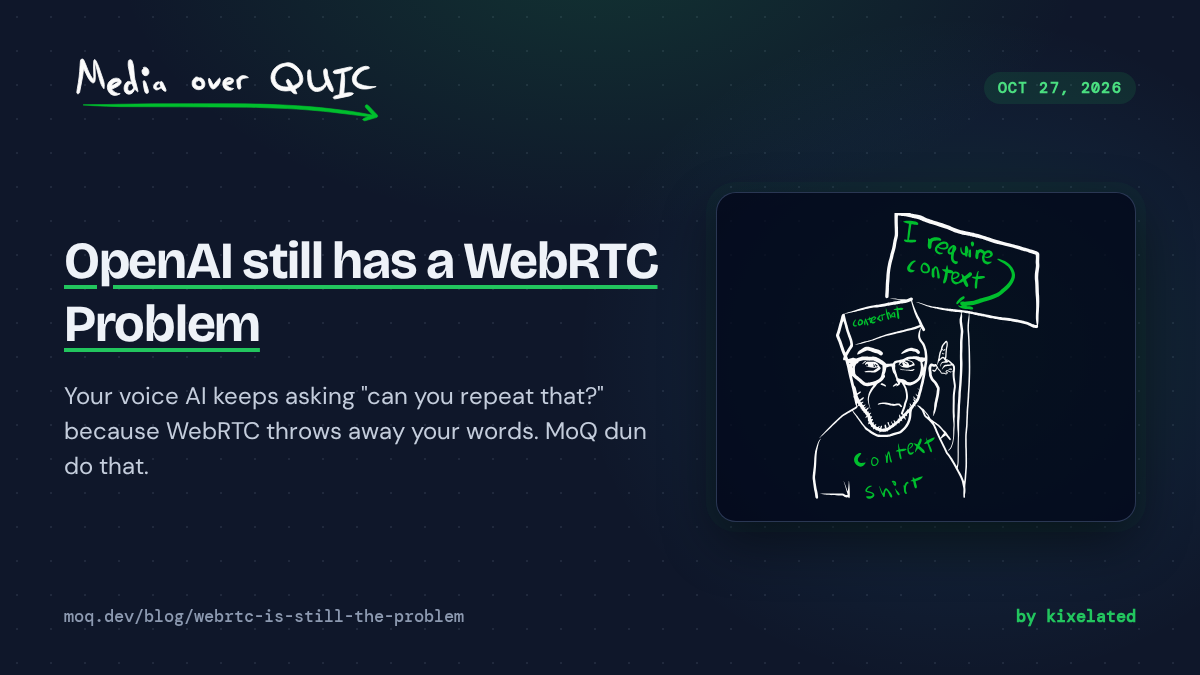 Media over QUIC
OCT 27, 2026
OpenAI still has a WebRTC
Problem
Your voice AI keeps asking "can you repeat that?"
because WebRTC throws away your words. MoQ dun
do that.
I require
context
context hat
Context
shirt
moq.dev/blog/webrtc-is-still-the-problem
by kixelated